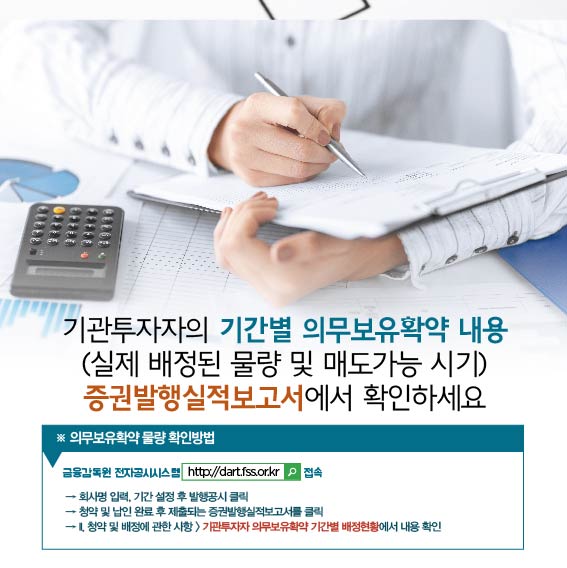 기관투자자의 기간별 의무보유확약 내용
(실제 배정된 물량 및 매도가능 시기)
증권발행실적보고서에서 확인하세요
※ 의무보유확약 물량 확인방법
금융감독원 전자공시시스템 http://dart.fss.or.kr 접속
→ 회사명 입력, 기간 설정 후 발행공시 클릭
→ 청약 및 납인 완료 후 제출되는 증권발행실적보고서를 클릭
→ II. 청약 및 배정에 관한 사항 > 기관투자자 의무보유확약 기간별 배정현황에서 내용 확인